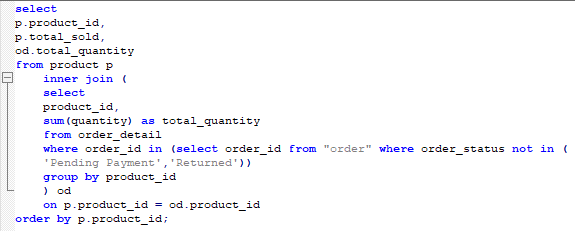 select
p.product_id,
p.total_sold,
od.total_quantity
from product p
inner join (
select
product_id,
sum(quantity) as total_quantity
from order_detail
where order_id in (select order_id from "order" where order_status not in (
'Pending Payment','Returned'))
group by product_id
) od
on p.product_id = od.product_id
order by p.product_id;